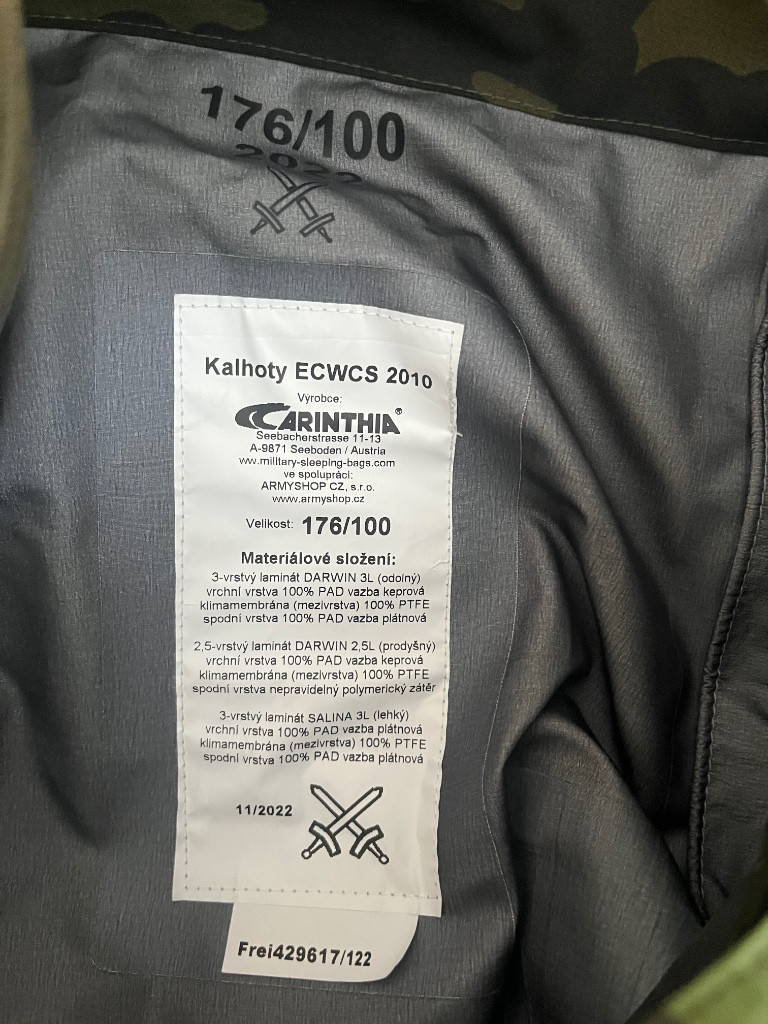 176/100
2022
Kalhoty ECWCS 2010
Výrobce:
CARINTHIA®
Seebacherstrasse 11-13
A-9871 Seeboden / Austria
www.military-sleeping-bags.com
ve spolupráci:
ARMYSHOP CZ, s.r.o.
www.armyshop.cz
Velikost: 176/100
Materiálové složení:
3-vrstvý laminát DARWIN 3L (odolný)
vrchní vrstva 100% PAD vazba keprová
klimamembrána (mezivrstva) 100% PTFE
spodní vrstva 100% PAD vazba plátnová
2,5-vrstvý laminát DARWIN 2,5L (prodyšný)
vrchní vrstva 100% PAD vazba keprová
klimamembrána (mezivrstva) 100% PTFE
spodní vrstva nepravidelný polymerický zátěr
3-vrstvý laminát SALINA 3L (lehký)
vrchní vrstva 100% PAD vazba plátnová
klimamembrána (mezivrstva) 100% PTFE
spodní vrstva 100% PAD vazba plátnová
11/2022
Frei429617/122